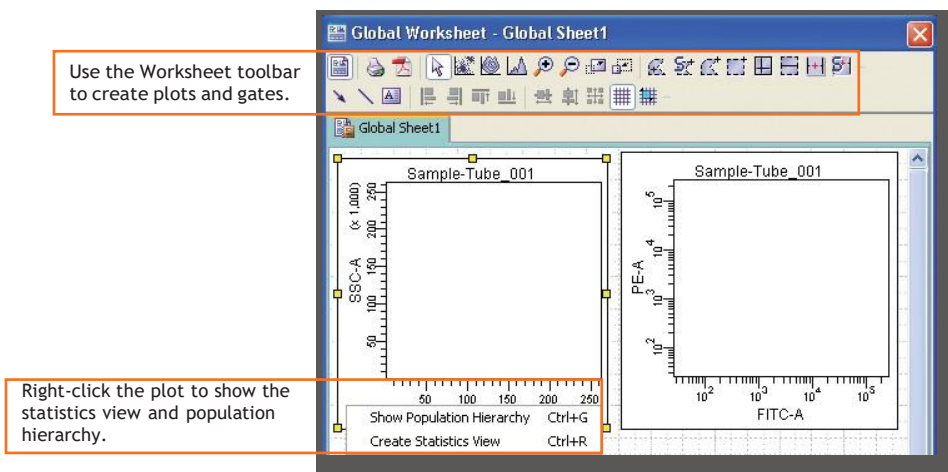 Global Worksheet - Global Sheet1
Use the Worksheet toolbar
to create plots and gates.
Global Sheet1
Sample-Tube_001
SSC-A
(x 1,000)
250
200
150
100
50
50 100 150 200 250
Sample-Tube_001
PE-A
10^5
10^4
10^3
10^2
10^2 10^3 10^4 10^5
FITC-A
Right-click the plot to show the
statistics view and population
hierarchy.
Show Population Hierarchy Ctrl+G
Create Statistics View Ctrl+R